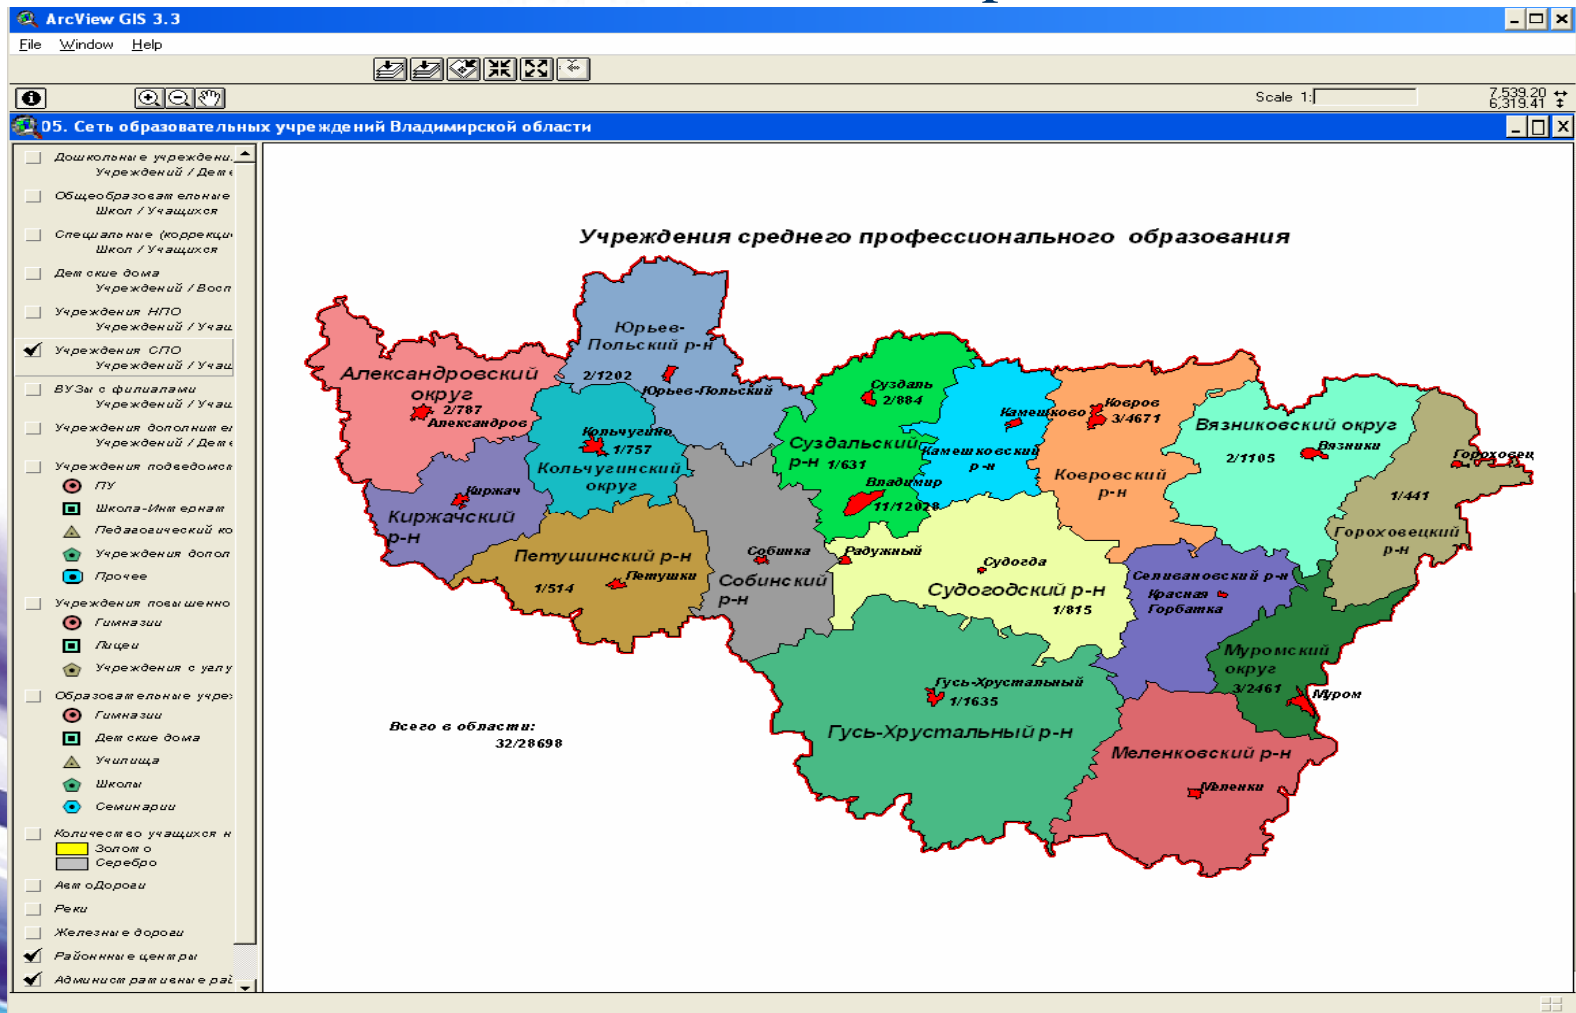 ArcView GIS 3.3
File Window Help
Scale 1:
7,539.20
6,319.41
05. Сеть образовательных учреждений Владимирской области
Дошкольные учреждени
Учреждений / Дет
Общеобразовательные
Школ / Учащихся
Специальные (коррекци
Школ / Учащихся
Детские дома
Учреждений / Восп
Учреждения НПО
Учреждений / Учащ
Учреждения СПО
Учреждений / Учащ
ВУЗы с филиалами
Учреждений / Учащ
Учреждения дополнител
Учреждений / Дет
Учреждения подведомст
ПУ
Школа-Интернат
Педагогический ко
Учреждения допол
Прочее
Учреждения повышенно
Гимназии
Лицеи
Учреждения с углу
Образовательные учре
Гимназии
Детские дома
Училища
Школы
Семинарии
Количество учащихся н
Золото
Серебро
АвтоДороги
Реки
Железные дороги
Районнные центры
Административные рай
Учреждения среднего профессионального образования
Юрьев-
Польский р-н
2/1202
Юрьев-Польский
Александровский
округ
2/787
Александров
Кольчугино
1/757
Кольчугинский
округ
Киржач
Киржачский
р-н
Суздаль
2/884
Суздальский
р-н 1/631
Владимир
11/12028
Камешково
Камешковский
р-н
Ковров
3/4671
Ковровский
р-н
Вязниковский округ
Вязники
2/1105
Гороховец
1/441
Гороховецкий
р-н
Петушинский р-н
Петушки
1/514
Собинка
Собинский
р-н
Радужный
Судогда
Судогодский р-н
1/815
Селивановский р-н
Красная
Горбатка
Муромский
округ
3/2461
Муром
Гусь-Хрустальный
1/1635
Гусь-Хрустальный р-н
Меленковский р-н
Меленки
Всего в области:
32/28698